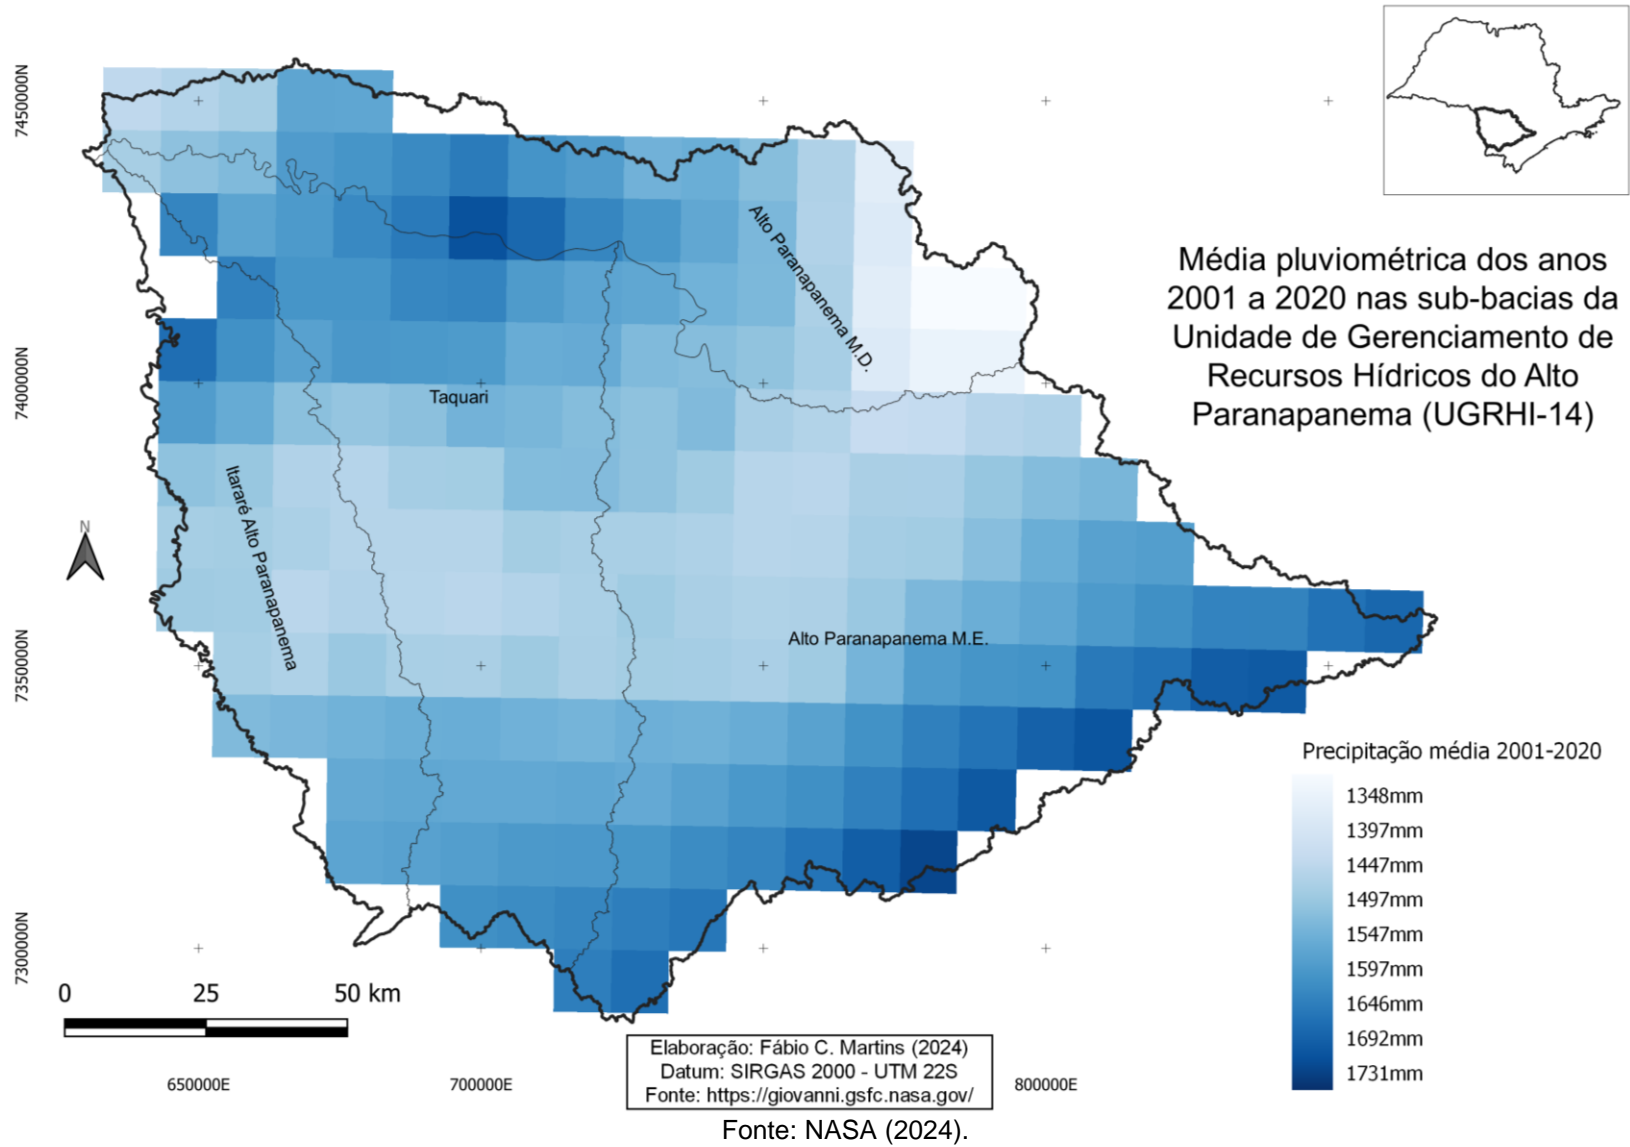 7450000N
7400000N
7350000N
7300000N
N
Alto Paranapanema M.D.
Taquari
Itararé Alto Paranapanema
Alto Paranapanema M.E.
Média pluviométrica dos anos
2001 a 2020 nas sub-bacias da
Unidade de Gerenciamento de
Recursos Hídricos do Alto
Paranapanema (UGRHI-14)
Precipitação média 2001-2020
1348mm
1397mm
1447mm
1497mm
1547mm
1597mm
1646mm
1692mm
1731mm
0 25 50 km
650000E 700000E 800000E
Elaboração: Fábio C. Martins (2024)
Datum: SIRGAS 2000 - UTM 22S
Fonte: https://giovanni.gsfc.nasa.gov/
Fonte: NASA (2024).